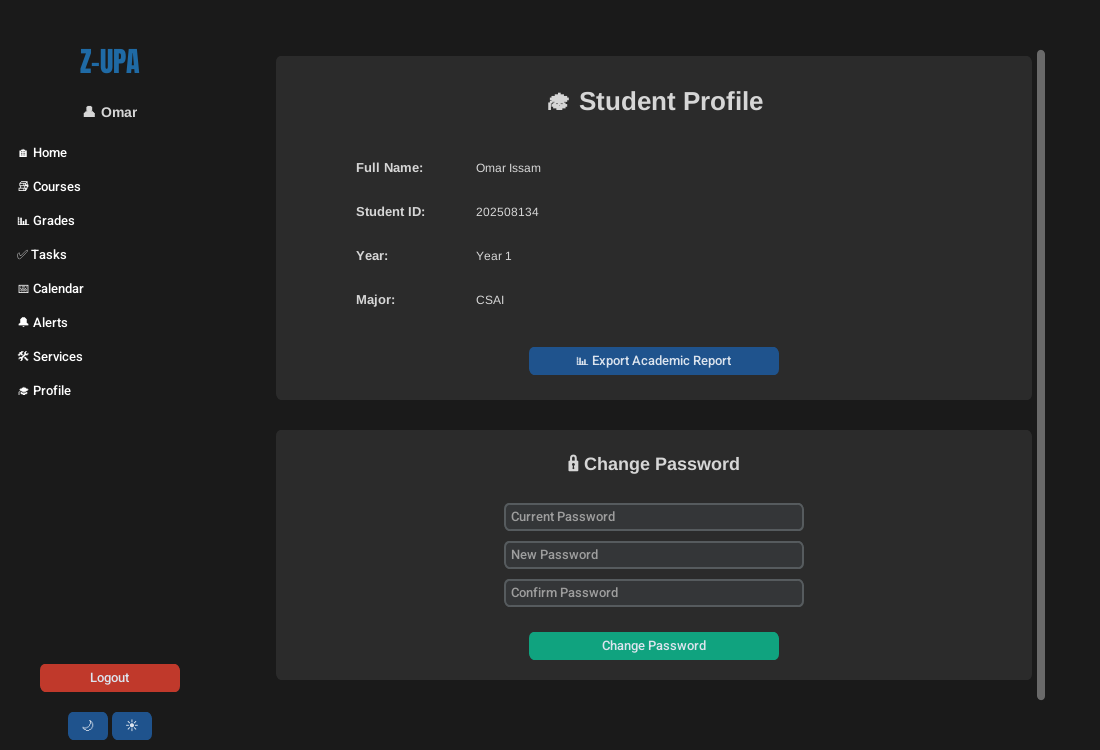 Z-UPA
Omar
Home
Courses
Grades
Tasks
Calendar
Alerts
Services
Profile
Logout
Student Profile
Full Name: Omar Issam
Student ID: 202508134
Year: Year 1
Major: CSAI
Export Academic Report
Change Password
Current Password
New Password
Confirm Password
Change Password